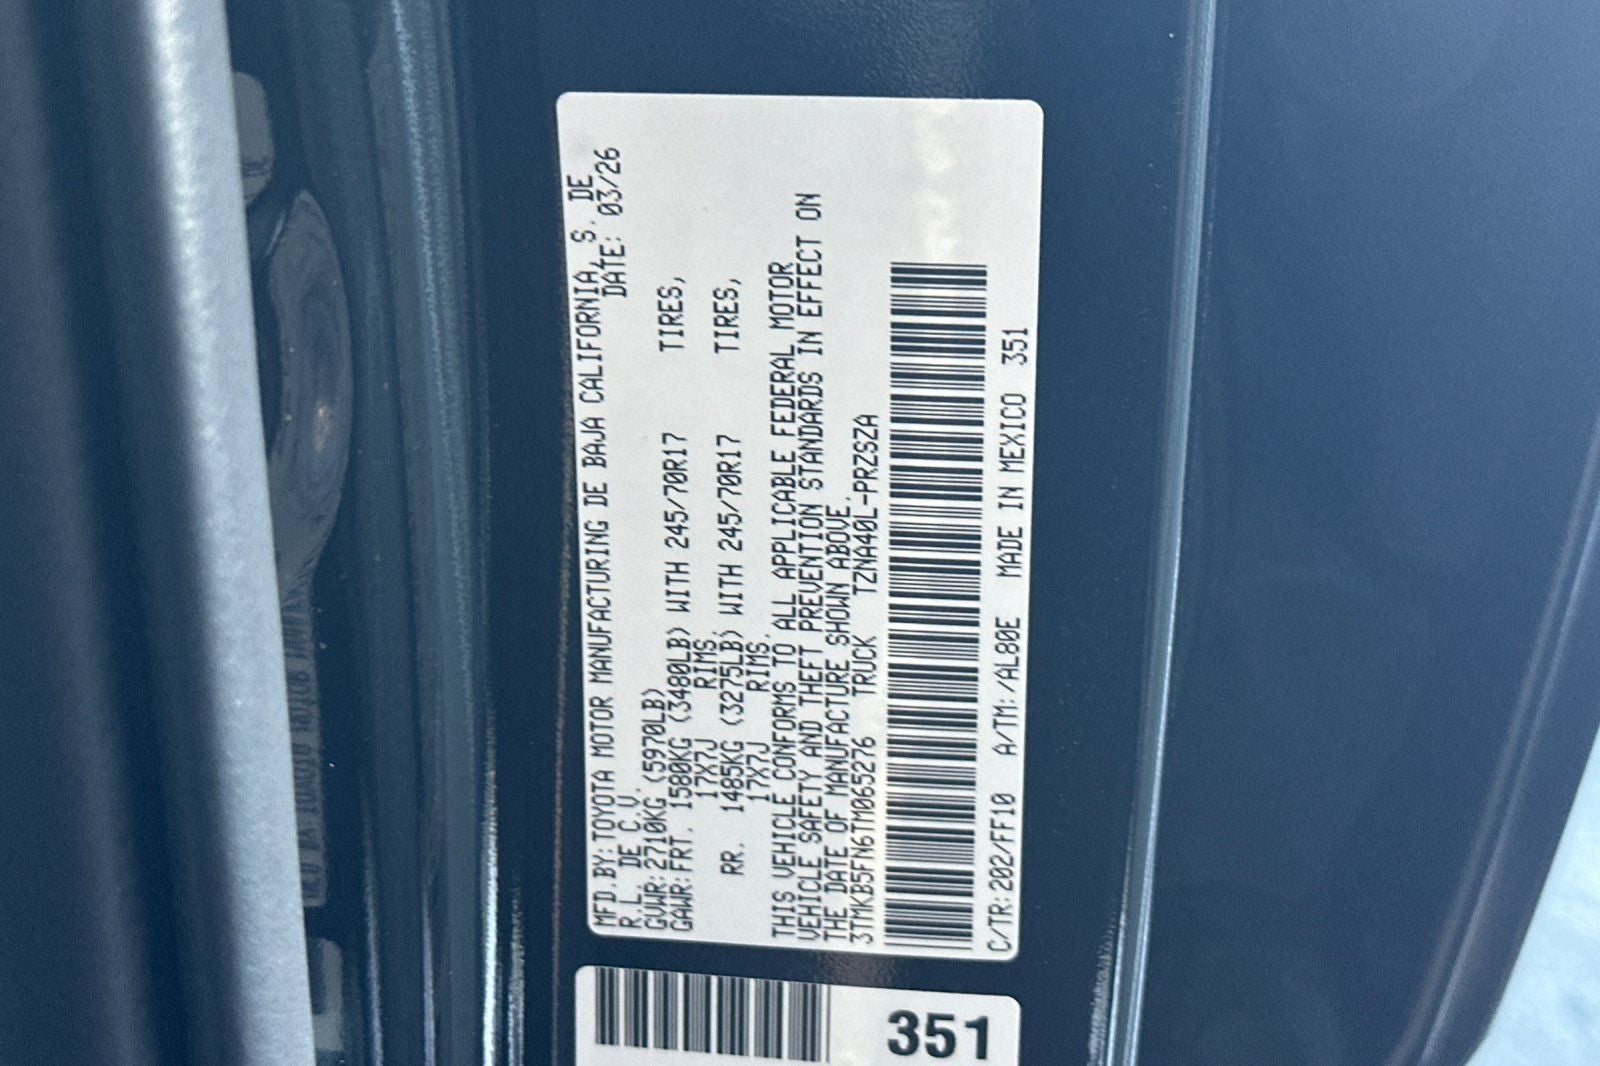 MFD.BY:TOYOTA MOTOR MANUFACTURING DE BAJA CALIFORNIA, S. DE
R.L. DE C.V. DATE: 03/26
GVWR:2710KG (5970LB)
GAWR:FRT. 1580KG (3480LB) WITH 245/70R17 TIRES,
17X7J RIMS.
RR. 1485KG (3275LB) WITH 245/70R17 TIRES,
17X7J RIMS.
THIS VEHICLE CONFORMS TO ALL APPLICABLE FEDERAL MOTOR
VEHICLE SAFETY AND THEFT PREVENTION STANDARDS IN EFFECT ON
THE DATE OF MANUFACTURE SHOWN ABOVE.
3TMKB5FN6TM065276 TRUCK TZNA40L-PRZSZA
C/TR:202/FF10 A/TM:/AL80E MADE IN MEXICO 351
351